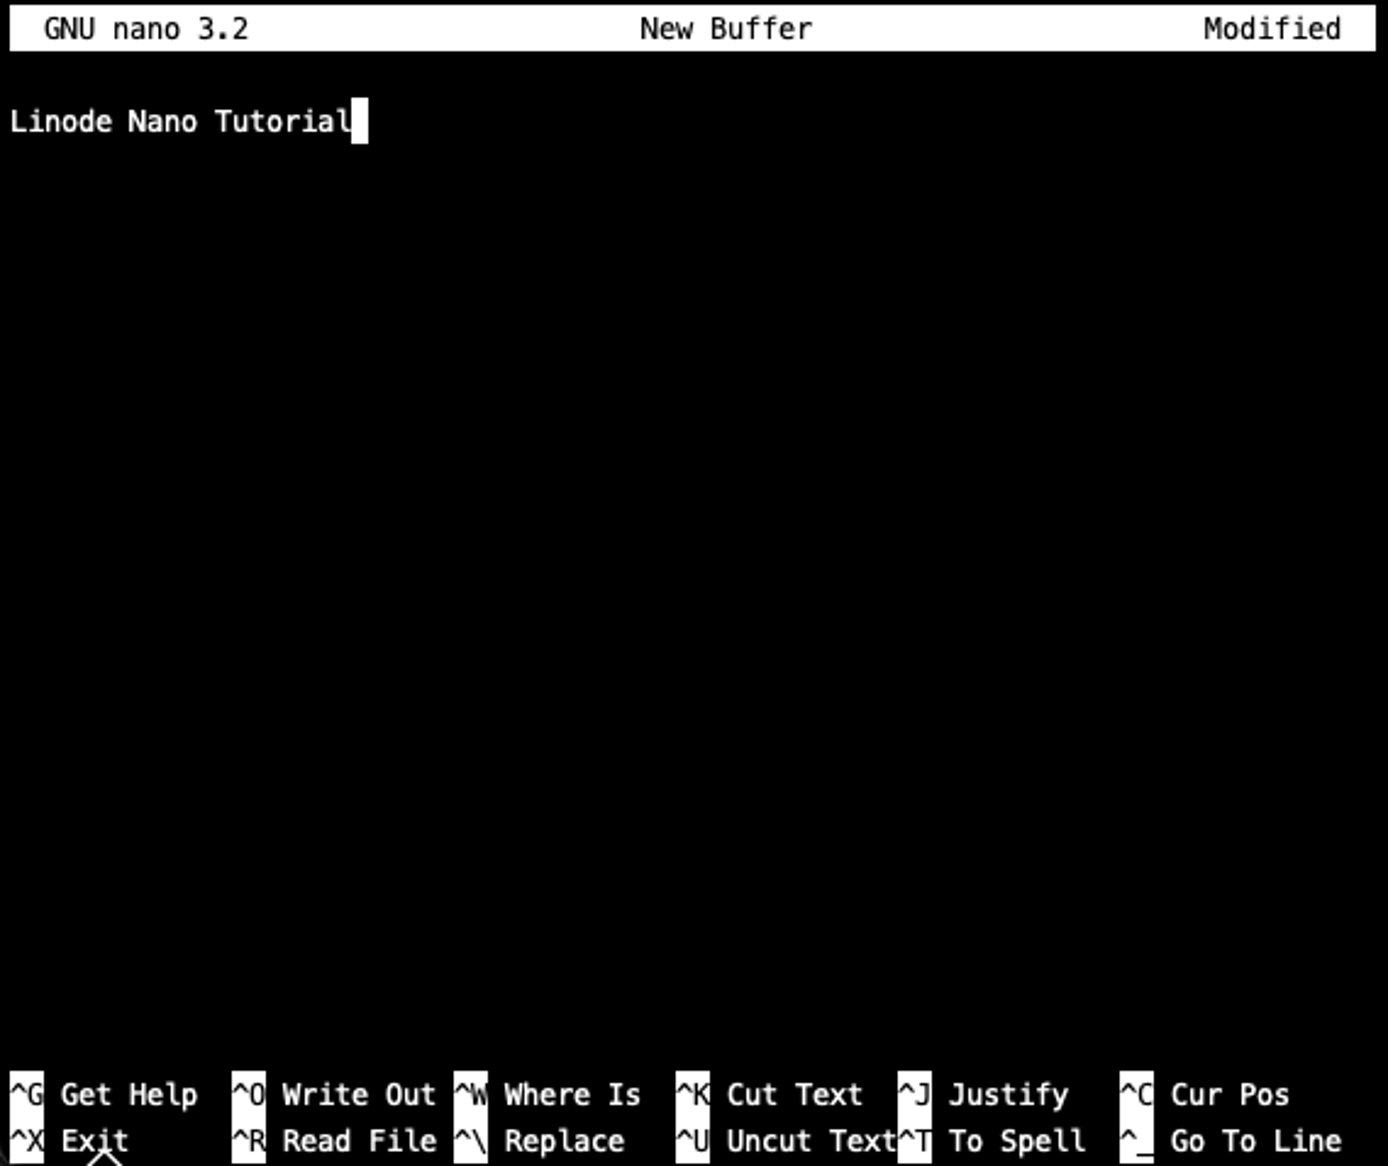 GNU nano 3.2 New Buffer Modified
Linode Nano Tutorial
^G Get Help ^O Write Out ^W Where Is ^K Cut Text ^J Justify ^C Cur Pos
^X Exit ^R Read File ^\ Replace ^U Uncut Text ^T To Spell ^_ Go To Line